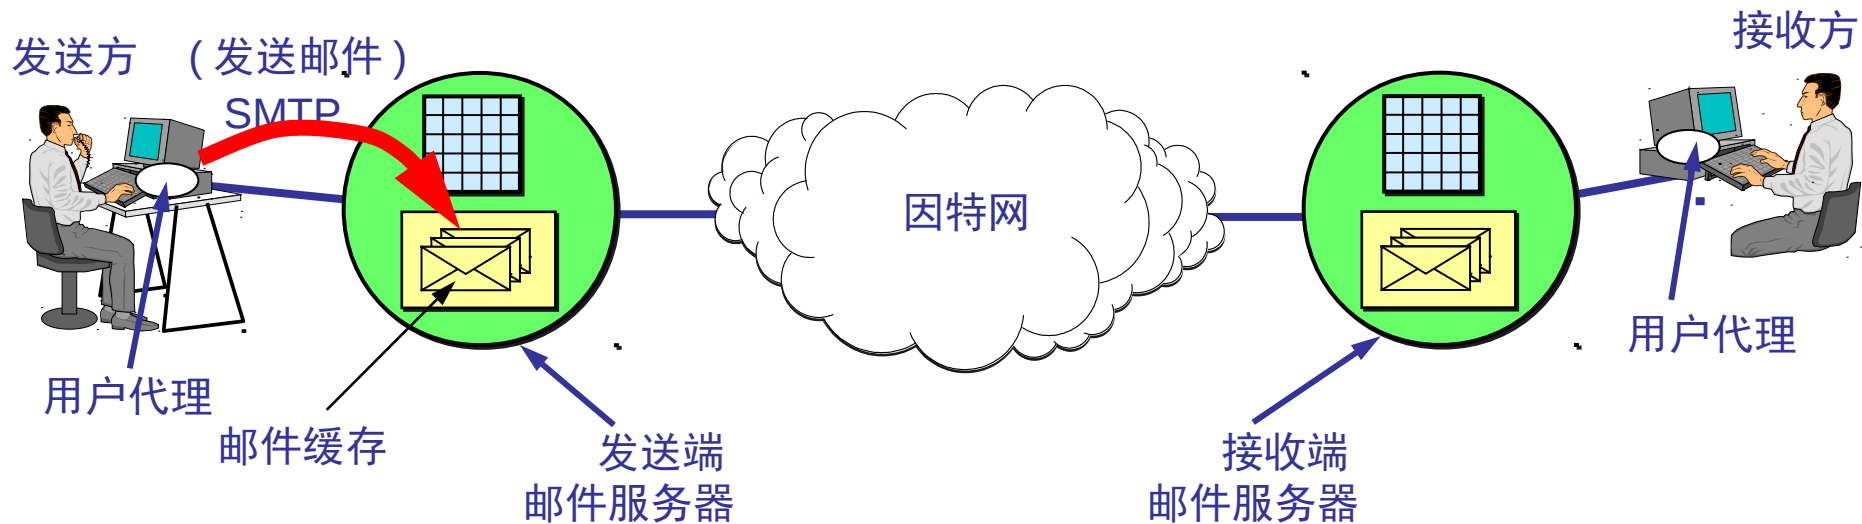 发送方
（发送邮件）
SMTP
接收方
因特网
用户代理
邮件缓存
发送端
邮件服务器
接收端
邮件服务器
用户代理